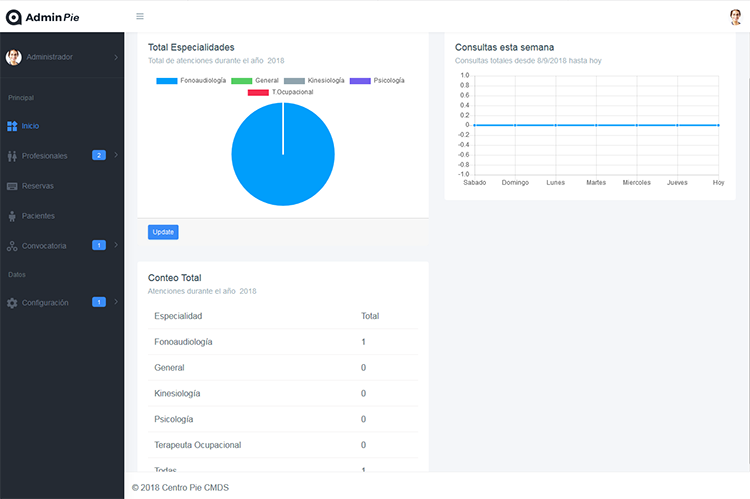 Admin Pie
Administrador
Principal
Inicio
Profesionales 2
Reservas
Pacientes
Convocatoria 1
Datos
Configuración 1
Total Especialidades
Total de atenciones durante el año 2018
Fonoaudiología General Kinesiología Psicología
T.Ocupacional
Update
Consultas esta semana
Consultas totales desde 8/9/2018 hasta hoy
1.0
0.8
0.6
0.4
0.2
0
-0.2
-0.4
-0.6
-0.8
-1.0
Sabado Domingo Lunes Martes Miercoles Jueves Hoy
Conteo Total
Atenciones durante el año 2018
Especialidad Total
Fonoaudiología 1
General 0
Kinesiología 0
Psicología 0
Terapeuta Ocupacional 0
Todas 1
© 2018 Centro Pie CMDS